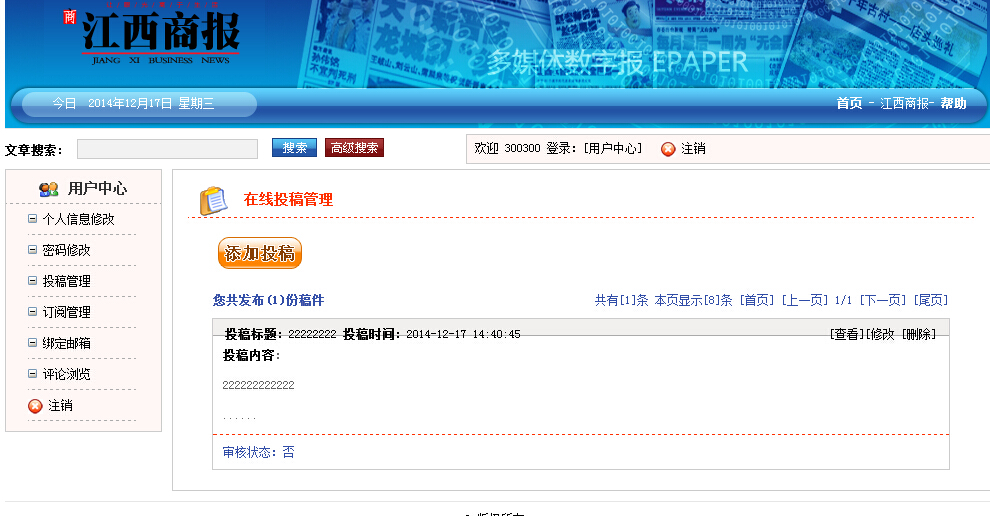 商 江西商报
JIANG XI BUSINESS NEWS
多媒体数字报 EPAPER
今日 2014年12月17日 星期三
首页 - 江西商报- 帮助
文章搜索: 搜索 高级搜索
欢迎 300300 登录: [用户中心] 注销
用户中心
个人信息修改
密码修改
投稿管理
订阅管理
绑定邮箱
评论浏览
注销
在线投稿管理
添加投稿
您共发布(1)份稿件
共有[1]条 本页显示[8]条 [首页] [上一页] 1/1 [下一页] [尾页]
投稿标题: 22222222 投稿时间: 2014-12-17 14:40:45
[查看][修改 [删除]
投稿内容:
222222222222
......
审核状态: 否